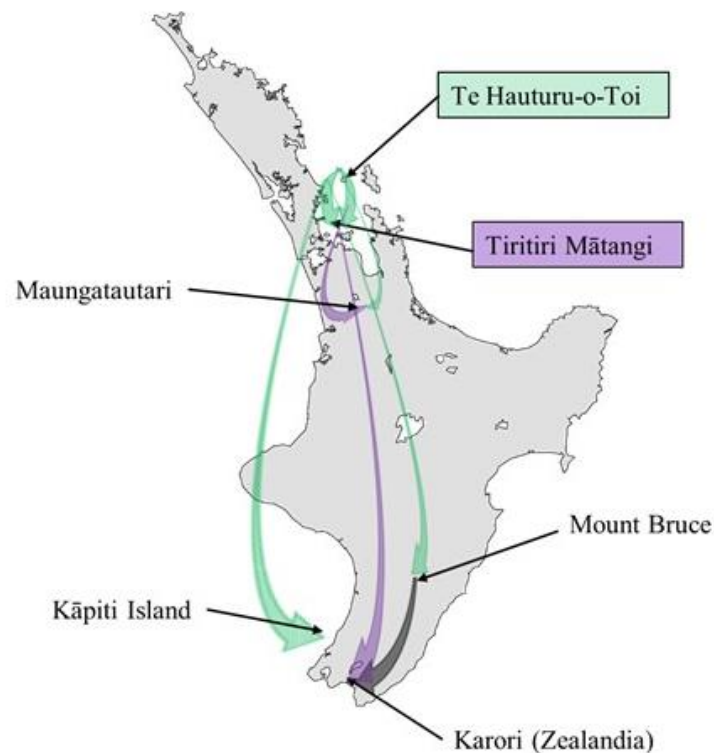 Te Hauturu-o-Toi
Tiritiri Mātangi
Maungatautari
Mount Bruce
Kāpiti Island
Karori (Zealandia)